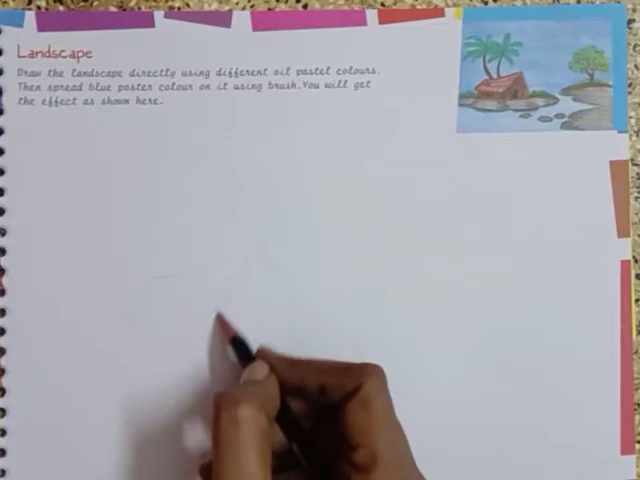 Landscape
Draw the landscape directly using different oil pastel colours.
Then spread blue poster colour on it using brush.You will get
the effect as shown here.